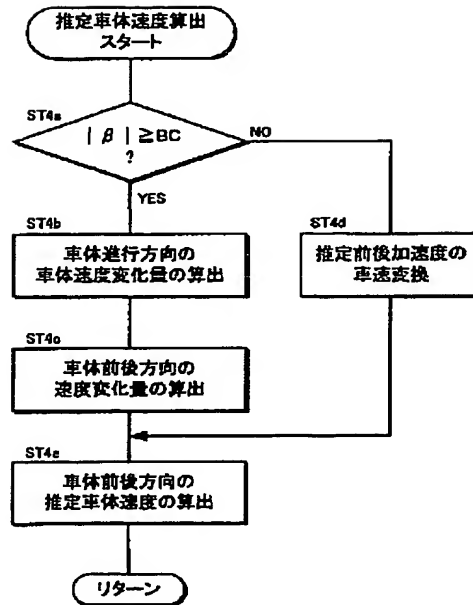 推定車体速度算出
スタート
ST4a
| β | ≧BC
?
NO
YES
ST4b
車体進行方向の
車体速度変化量の算出
ST4d
推定前後加速度の
車速変換
ST4c
車体前後方向の
速度変化量の算出
ST4e
車体前後方向の
推定車体速度の算出
リターン